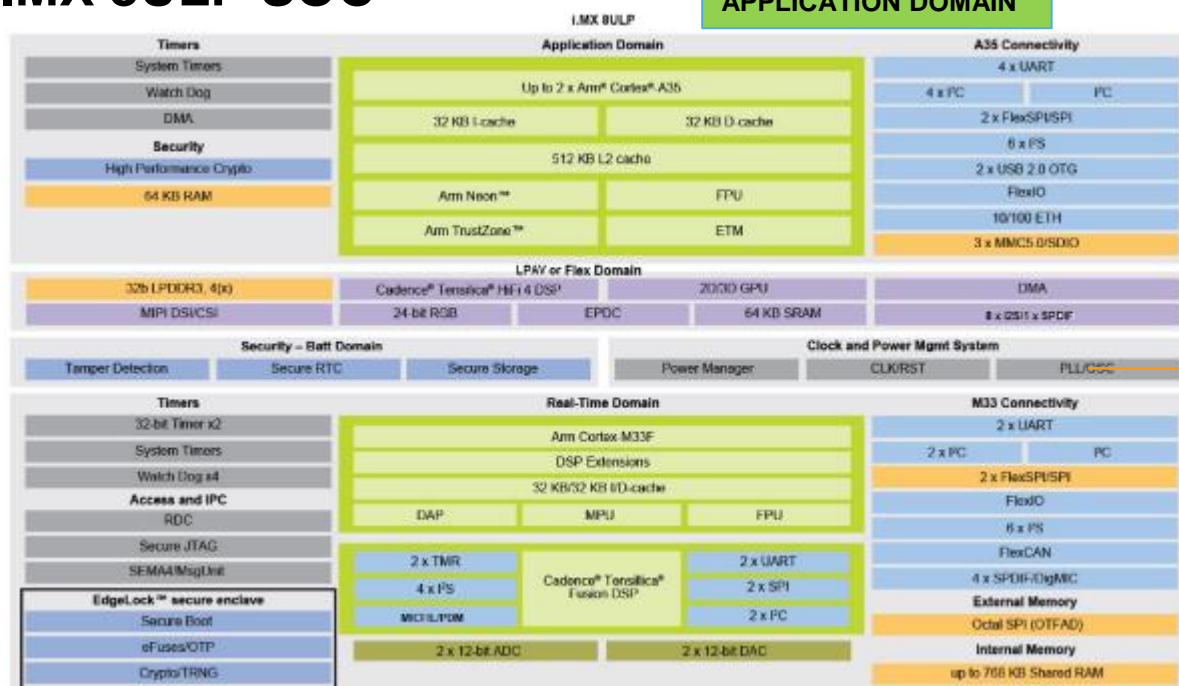 i.MX 8ULP SOC
APPLICATION DOMAIN
i.MX 8ULP
Timers
System Timers
Watch Dog
DMA
Security
High Performance Crypto
64 KB RAM
Application Domain
Up to 2 x Arm® Cortex®-A35
32 KB I-cache
32 KB D-cache
512 KB L2 cache
Arm Neon™
FPU
Arm TrustZone™
ETM
A35 Connectivity
4 x UART
4 x I²C
I³C
2 x FlexSPI/SPI
6 x I²S
2 x USB 2.0 OTG
FlexIO
10/100 ETH
3 x MMC5.0/SDIO
LPAV or Flex Domain
32b LPDDR3, 4(x)
Cadence® Tensilica® HiFi 4 DSP
2D/3D GPU
DMA
MIPI DSI/CSI
24-bit RGB
EPDC
64 KB SRAM
8 x I2S/1 x SPDIF
Security – Batt Domain
Tamper Detection
Secure RTC
Secure Storage
Clock and Power Mgmt System
Power Manager
CLK/RST
PLL/OSC
Timers
32-bit Timer x2
System Timers
Watch Dog x4
Access and IPC
RDC
Secure JTAG
SEMA4/MsgUnit
EdgeLock™ secure enclave
Secure Boot
eFuses/OTP
Crypto/TRNG
Real-Time Domain
Arm Cortex-M33F
DSP Extensions
32 KB/32 KB I/D-cache
DAP
MPU
FPU
2 x TMR
4 x I²S
MICFIL/PDM
Cadence® Tensilica®
Fusion DSP
2 x UART
2 x SPI
2 x I²C
2 x 12-bit ADC
2 x 12-bit DAC
M33 Connectivity
2 x UART
2 x I²C
I³C
2 x FlexSPI/SPI
FlexIO
6 x I²S
FlexCAN
4 x SPDIF/DigMIC
External Memory
Octal SPI (OTFAD)
Internal Memory
up to 768 KB Shared RAM